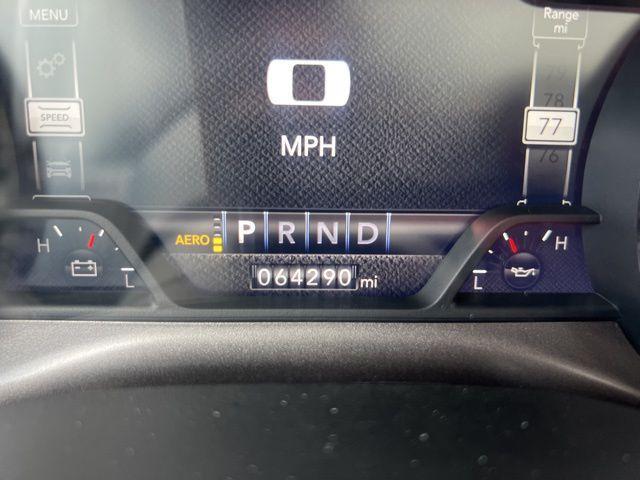 MENU
Range
mi
79
78
SPEED
77
76
0
MPH
AERO P R N D
H L
064290 mi
L H